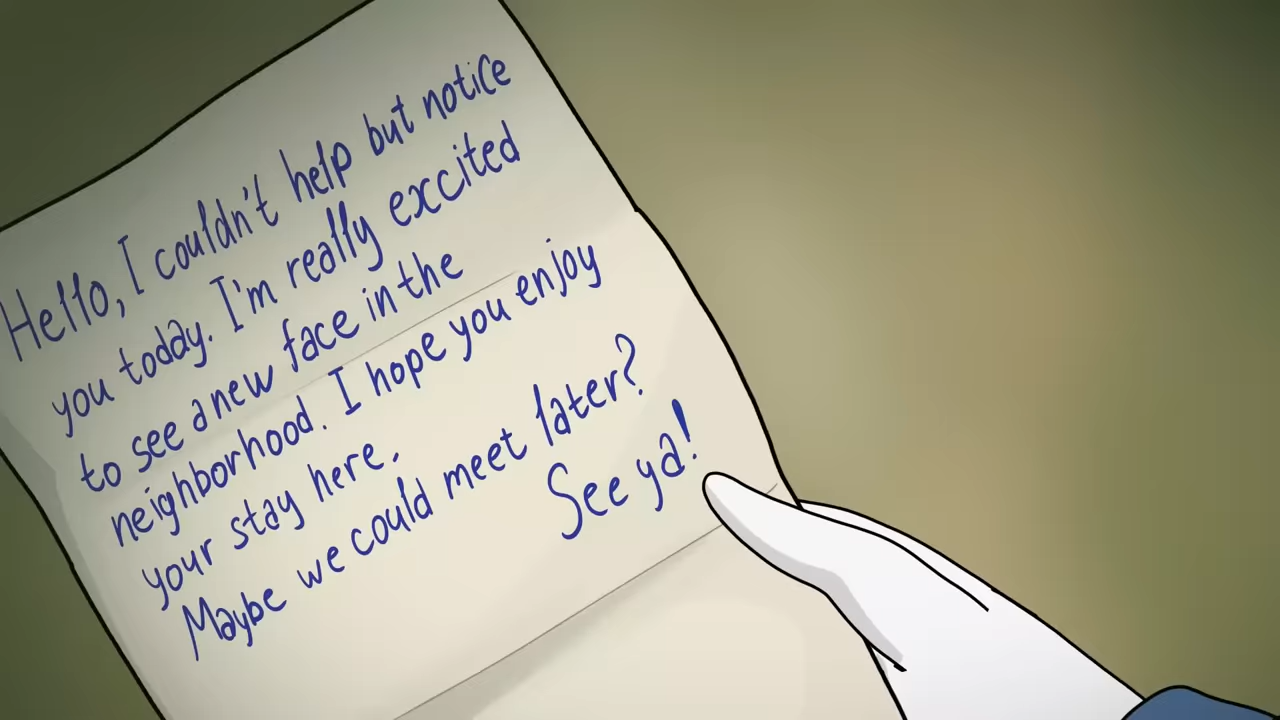 Hello, I couldn't help but notice
you today. I'm really excited
to see a new face in the
neighborhood. I hope you enjoy
your stay here.
Maybe we could meet later?
See ya!